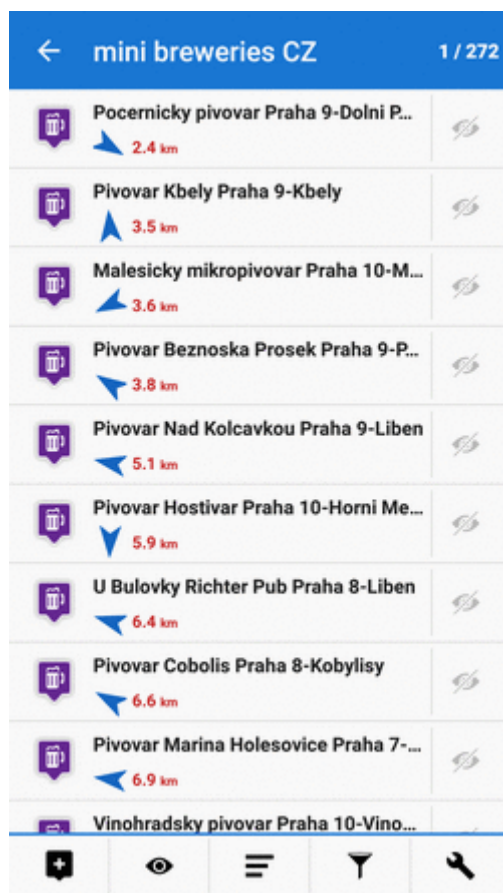 mini breweries CZ
1 / 272
Pocernicky pivovar Praha 9-Dolni P...
2.4 km
Pivovar Kbely Praha 9-Kbely
3.5 km
Malesicky mikropivovar Praha 10-M...
3.6 km
Pivovar Beznoska Prosek Praha 9-P...
3.8 km
Pivovar Nad Kolcavkou Praha 9-Liben
5.1 km
Pivovar Hostivar Praha 10-Horni Me...
5.9 km
U Bulovky Richter Pub Praha 8-Liben
6.4 km
Pivovar Cobolis Praha 8-Kobylisy
6.6 km
Pivovar Marina Holesovice Praha 7-...
6.9 km
Vinohradsky pivovar Praha 10-Vino...